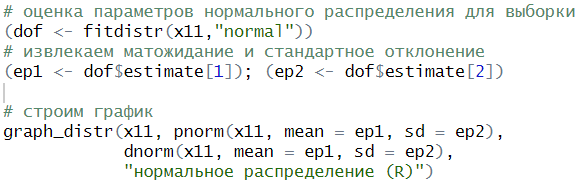 # оценка параметров нормального распределения для выборки
(dof <- fitdistr(x11,"normal"))
# извлекаем матожидание и стандартное отклонение
(ep1 <- dof$estimate[1]); (ep2 <- dof$estimate[2])
# строим график
graph_distr(x11, pnorm(x11, mean = ep1, sd = ep2),
dnorm(x11, mean = ep1, sd = ep2),
"нормальное распределение (R)")